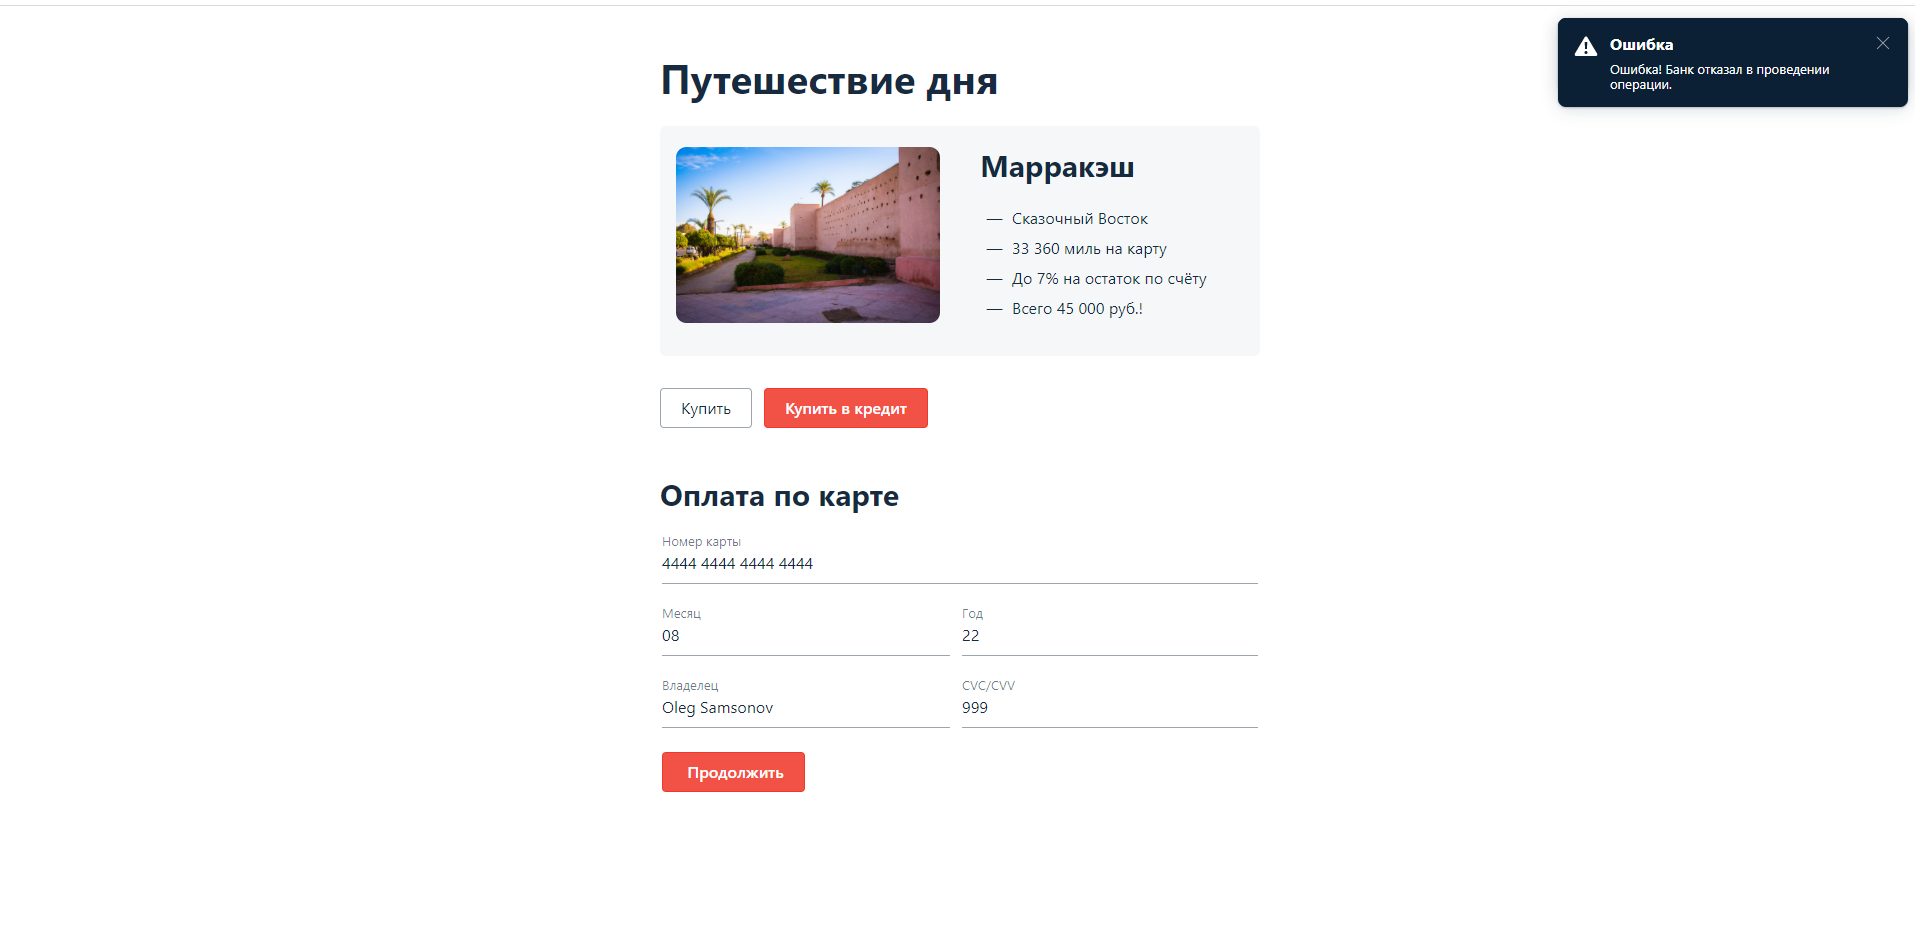 Ошибка
Ошибка! Банк отказал в проведении
операции.
Путешествие дня
Марракэш
— Сказочный Восток
— 33 360 миль на карту
— До 7% на остаток по счёту
— Всего 45 000 руб.!
Купить
Купить в кредит
Оплата по карте
Номер карты
4444 4444 4444 4444
Месяц
08
Год
22
Владелец
Oleg Samsonov
CVC/CVV
999
Продолжить